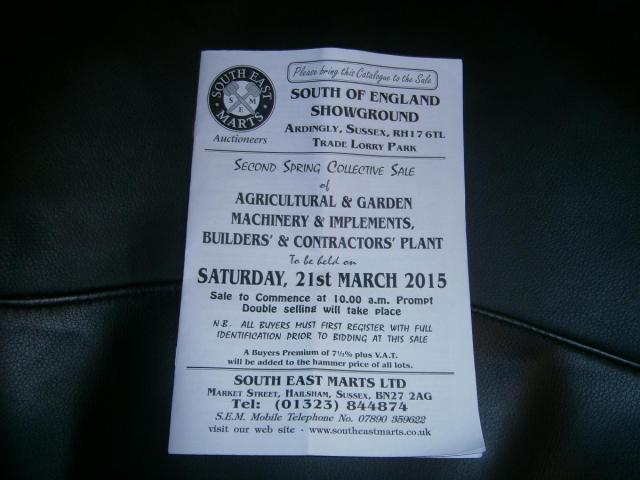 SOUTH EAST
MARTS
S
E
M
Auctioneers
Please bring this Catalogue to the Sale
SOUTH OF ENGLAND
SHOWGROUND
ARDINGLY, SUSSEX, RH17 6TL
TRADE LORRY PARK
SECOND SPRING COLLECTIVE SALE
of
AGRICULTURAL & GARDEN
MACHINERY & IMPLEMENTS,
BUILDERS' & CONTRACTORS' PLANT
To be held on
SATURDAY, 21st MARCH 2015
Sale to Commence at 10.00 a.m. Prompt
Double selling will take place
N.B. ALL BUYERS MUST FIRST REGISTER WITH FULL
IDENTIFICATION PRIOR TO BIDDING AT THIS SALE
A Buyers Premium of 7½% plus V.A.T.
will be added to the hammer price of all lots.
SOUTH EAST MARTS LTD
MARKET STREET, HAILSHAM, SUSSEX, BN27 2AG
Tel: (01323) 844874
S.E.M. Mobile Telephone No. 07890 359622
visit our web site - www.southeastmarts.co.uk